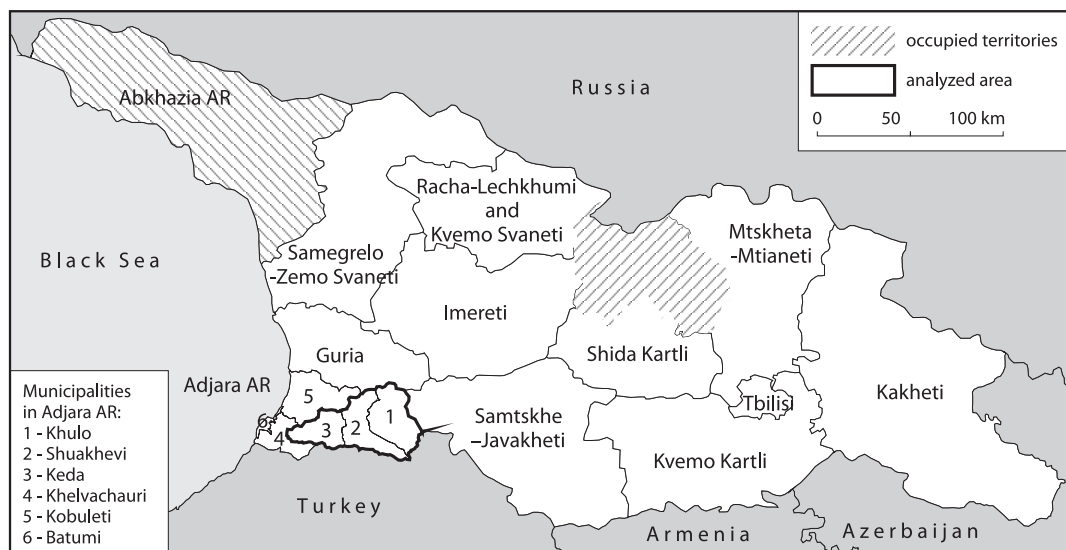 occupied territories
analyzed area
0 50 100 km
Russia
Abkhazia AR
Racha-Lechkhumi
and
Kvemo Svaneti
Mtskheta
-Mtianeti
Black Sea
Samegrelo
-Zemo Svaneti
Imereti
Guria
Shida Kartli
Kakheti
Adjara AR
Tbilisi
Samtskhe
–Javakheti
Kvemo Kartli
5
6
4
3
2
1
Municipalities
in Adjara AR:
1 - Khulo
2 - Shuakhevi
3 - Keda
4 - Khelvachauri
5 - Kobuleti
6 - Batumi
Turkey
Armenia
Azerbaijan